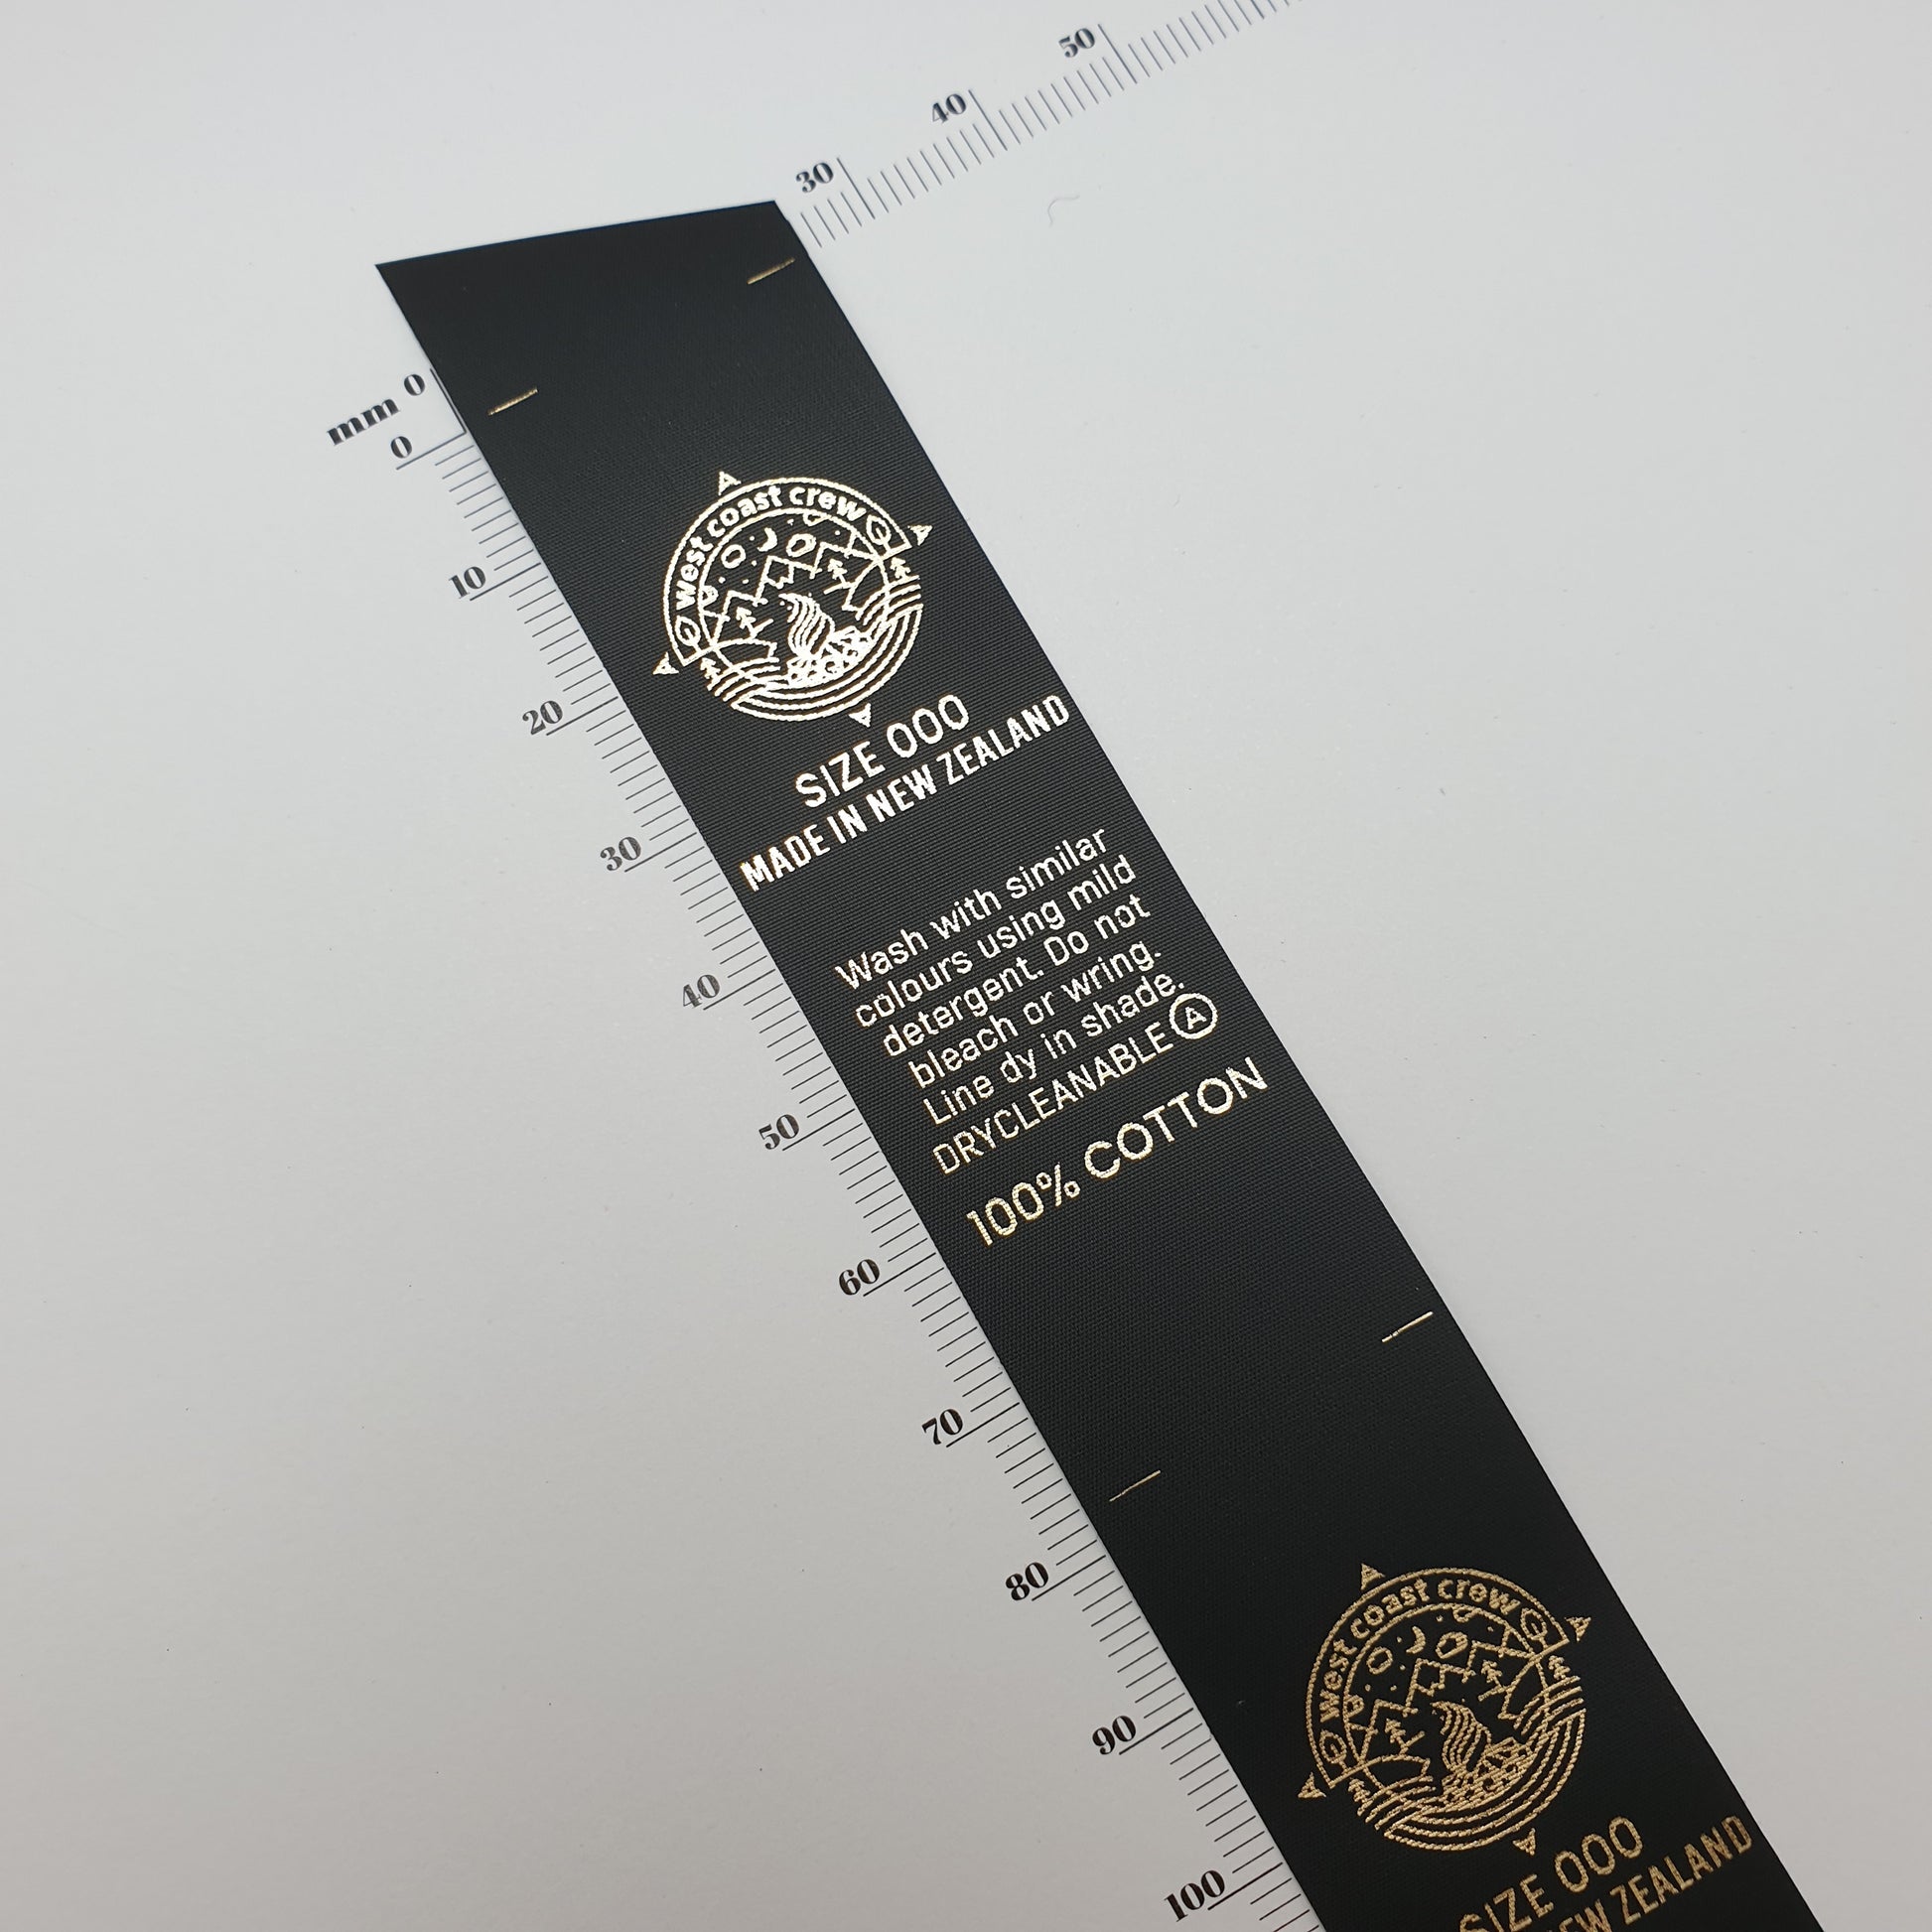 50
40
30
mm 0
0
10
20
30
40
50
60
70
80
90
100
west coast crew
SIZE 000
MADE IN NEW ZEALAND
Wash with similar
colours using mild
detergent. Do not
bleach or wring.
Line dy in shade.
DRYCLEANABLE Ⓐ
100% COTTON
west coast crew
SIZE 000
NEW ZEALAND